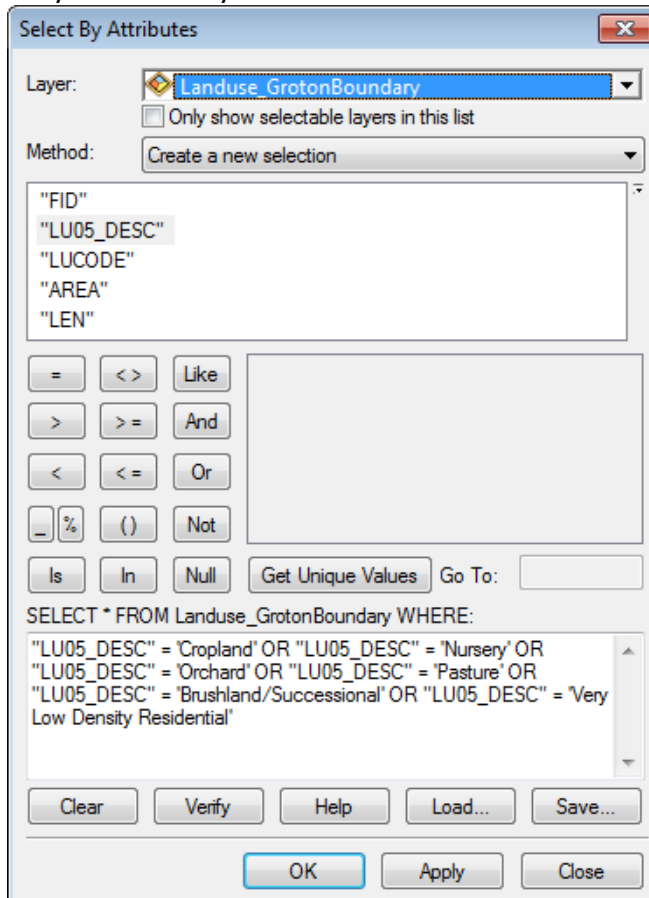 Select By Attributes
Layer: Landuse_GrotonBoundary
Only show selectable layers in this list
Method: Create a new selection
"FID"
"LU05_DESC"
"LUCODE"
"AREA"
"LEN"
= < > Like
> > = And
< < = Or
_ % () Not
Is In Null Get Unique Values Go To:
SELECT * FROM Landuse_GrotonBoundary WHERE:
"LU05_DESC" = 'Cropland' OR "LU05_DESC" = 'Nursery' OR
"LU05_DESC" = 'Orchard' OR "LU05_DESC" = 'Pasture' OR
"LU05_DESC" = 'Brushland/Successional' OR "LU05_DESC" = 'Very
Low Density Residential'
Clear Verify Help Load... Save...
OK Apply Close